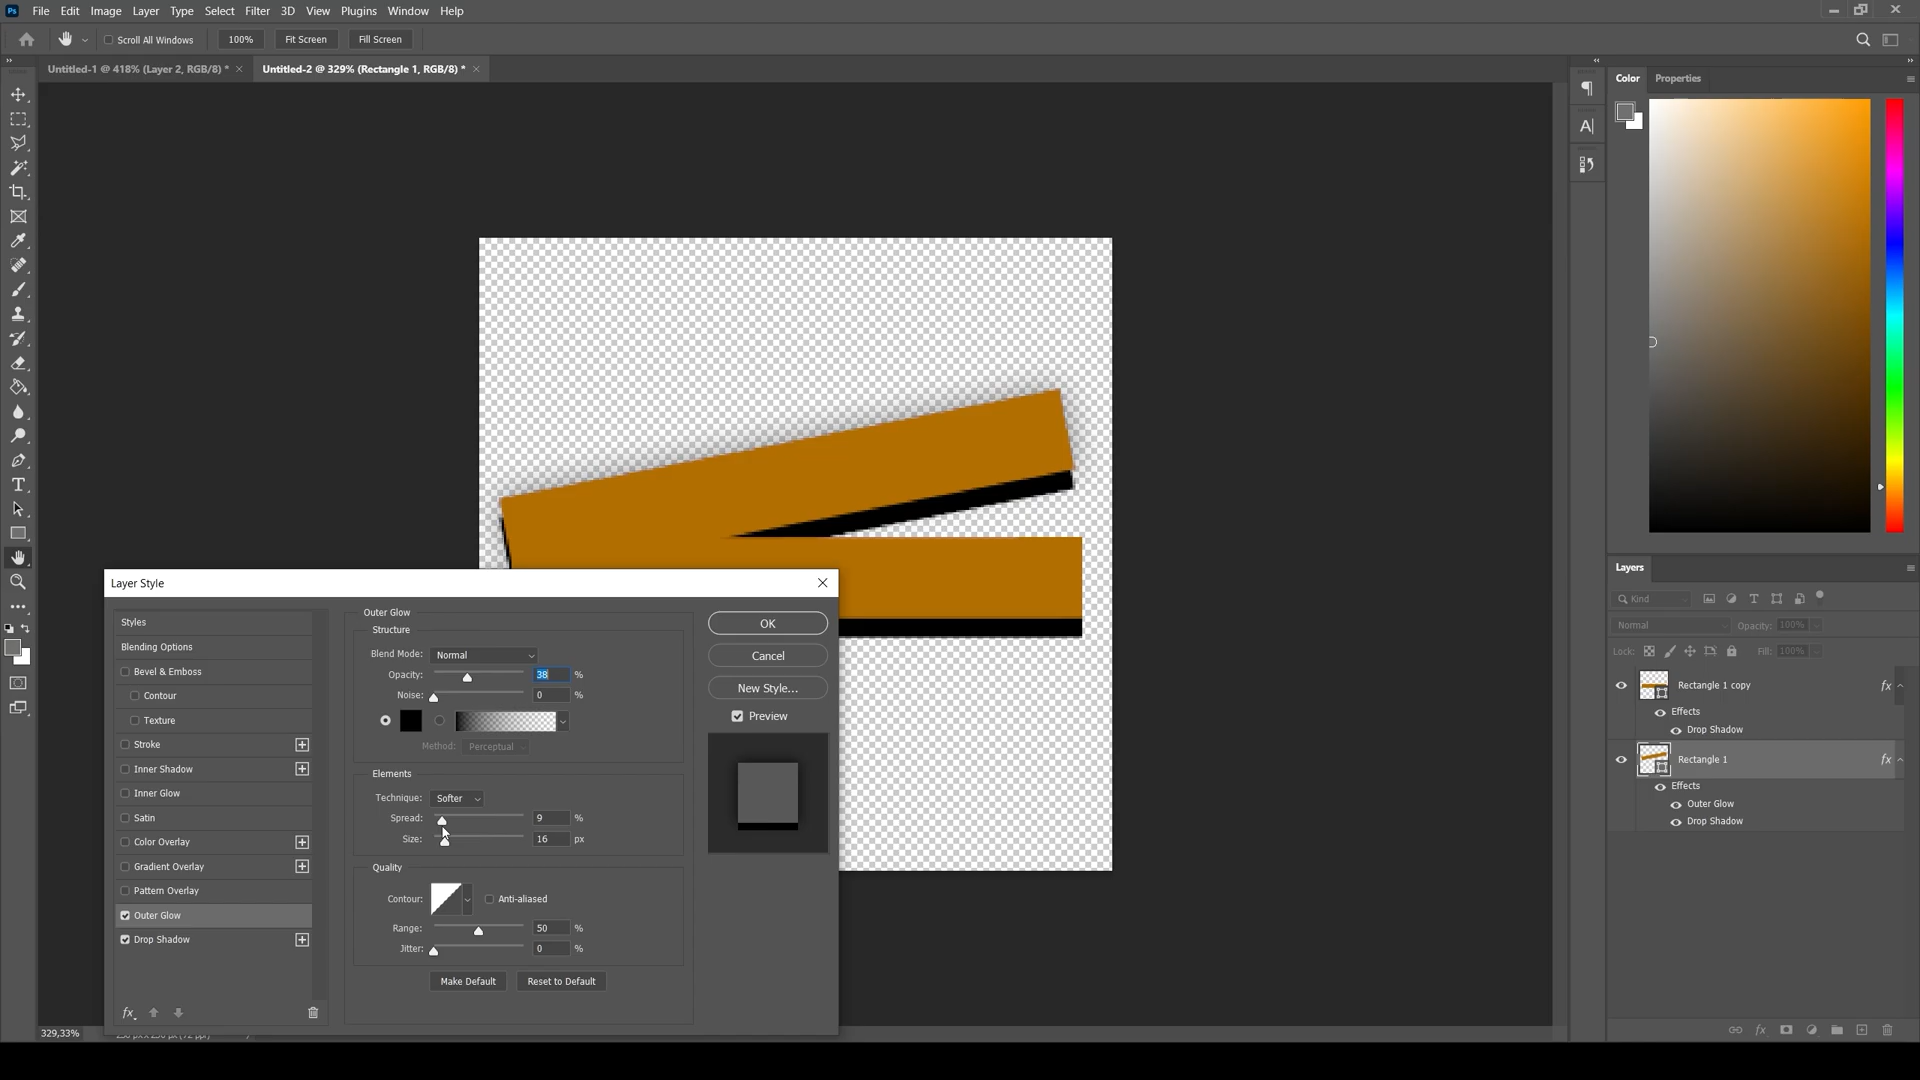 Ps File Edit Image Layer Type Select Filter 3D View Plugins Window Help
Scroll All Windows 100% Fit Screen Fill Screen
Untitled-1 @ 418% (Layer 2, RGB/8) * × Untitled-2 @ 329% (Rectangle 1, RGB/8) * ×
Color Properties
Layer Style
Styles
Blending Options
Bevel & Emboss
Contour
Texture
Stroke
Inner Shadow
Inner Glow
Satin
Color Overlay
Gradient Overlay
Pattern Overlay
Outer Glow
Drop Shadow
fx
Outer Glow
Structure
Blend Mode: Normal
Opacity: 38 %
Noise: 0 %
Method: Perceptual
Elements
Technique: Softer
Spread: 9 %
Size: 16 px
Quality
Contour: Anti-aliased
Range: 50 %
Jitter: 0 %
Make Default Reset to Default
OK
Cancel
New Style...
Preview
Layers
Kind
Normal Opacity: 100%
Lock: Fill: 100%
Rectangle 1 copy fx
Effects
Drop Shadow
Rectangle 1 fx
Effects
Outer Glow
Drop Shadow
fx
329,33%